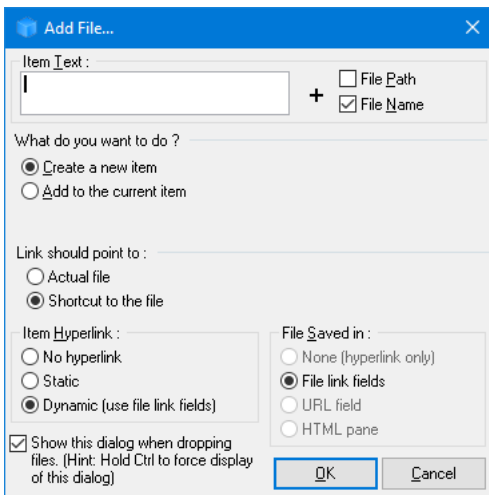 Add File...
Item Text :
+
File Path
File Name
What do you want to do ?
Create a new item
Add to the current item
Link should point to :
Actual file
Shortcut to the file
Item Hyperlink :
No hyperlink
Static
Dynamic (use file link fields)
File Saved in :
None (hyperlink only)
File link fields
URL field
HTML pane
Show this dialog when dropping
files. (Hint: Hold Ctrl to force display
of this dialog)
OK
Cancel